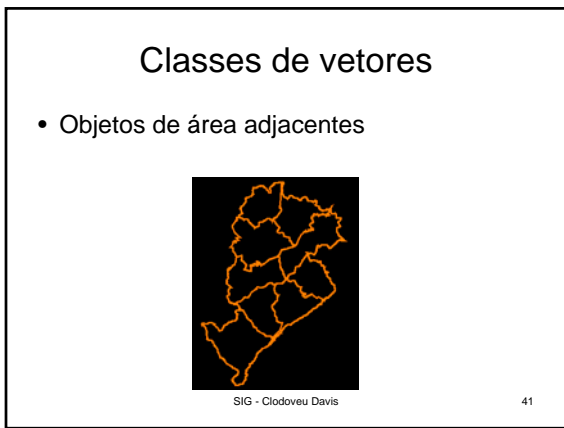 Classes de vetores
• Objetos de área adjacentes
SIG - Clodoveu Davis
41